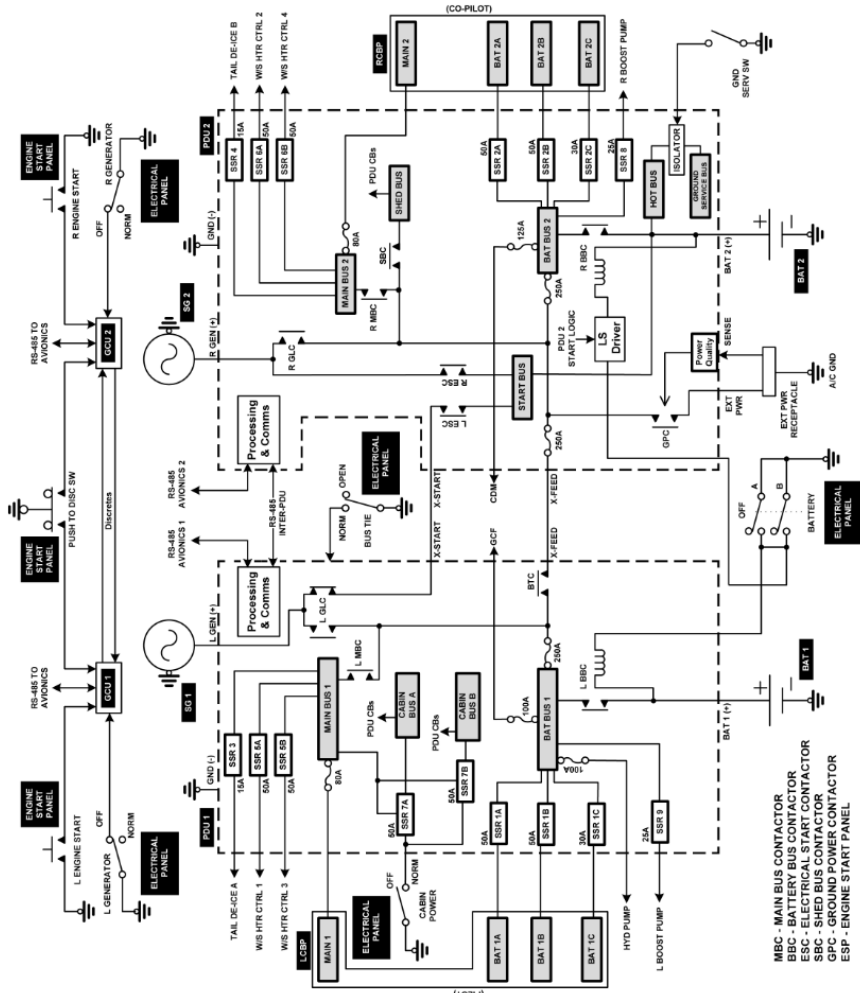 (CO-PILOT)
RCBP
MAIN 2
BAT 2A
BAT 2B
BAT 2C
TAIL DE-ICE B
W/S HTR CTRL 2
W/S HTR CTRL 4
R BOOST PUMP
GND
SERV SW
PDU 2
SSR 4
15A
SSR 6A
50A
SSR 6B
50A
80A
PDU CBs
SHED BUS
SBC
MAIN BUS 2
R MBC
50A
SSR 2A
50A
SSR 2B
30A
SSR 2C
25A
SSR 8
ISOLATOR
HOT BUS
GROUND
SERVICE BUS
125A
BAT BUS 2
250A
R BBC
BAT 2 (+)
BAT 2
GND (-)
ENGINE
START
PANEL
R ENGINE START
R GENERATOR
OFF
NORM
ELECTRICAL
PANEL
RS-485 TO
AVIONICS
GCU 2
SG 2
R GEN (+)
R GLC
R ESC
L ESC
START BUS
PDU 2
START LOGIC
LS
Driver
Power
Quality
SENSE
EXT
PWR
EXT PWR
RECEPTACLE
A/C GND
GPC
250A
Processing
& Comms
RS-485
AVIONICS 2
RS-485
AVIONICS 1
RS-485
INTER-PDU
OPEN
NORM
BUS TIE
ELECTRICAL
PANEL
X-START
CDM
X-FEED
X-START
GCF
X-FEED
BTC
ENGINE
START
PANEL
PUSH TO DISC SW
Discretes
OFF
A
B
BATTERY
ELECTRICAL
PANEL
RS-485 TO
AVIONICS
GCU 1
SG 1
L GEN (+)
Processing
& Comms
L GLC
L MBC
MAIN BUS 1
80A
PDU CBs
CABIN
BUS A
PDU CBs
CABIN
BUS B
SSR 7A
50A
SSR 7B
50A
250A
BAT BUS 1
100A
100A
L BBC
BAT 1 (+)
BAT 1
GND (-)
PDU 1
SSR 3
15A
SSR 5A
50A
SSR 5B
50A
50A
SSR 1A
50A
SSR 1B
30A
SSR 1C
25A
SSR 9
ENGINE
START
PANEL
L ENGINE START
L GENERATOR
OFF
NORM
ELECTRICAL
PANEL
TAIL DE-ICE A
W/S HTR CTRL 1
W/S HTR CTRL 3
OFF
NORM
CABIN
POWER
ELECTRICAL
PANEL
HYD PUMP
L BOOST PUMP
LCBP
MAIN 1
BAT 1A
BAT 1B
BAT 1C
MBC - MAIN BUS CONTACTOR
BBC - BATTERY BUS CONTACTOR
ESC - ELECTRICAL START CONTACTOR
SBC - SHED BUS CONTACTOR
GPC - GROUND POWER CONTACTOR
ESP - ENGINE START PANEL